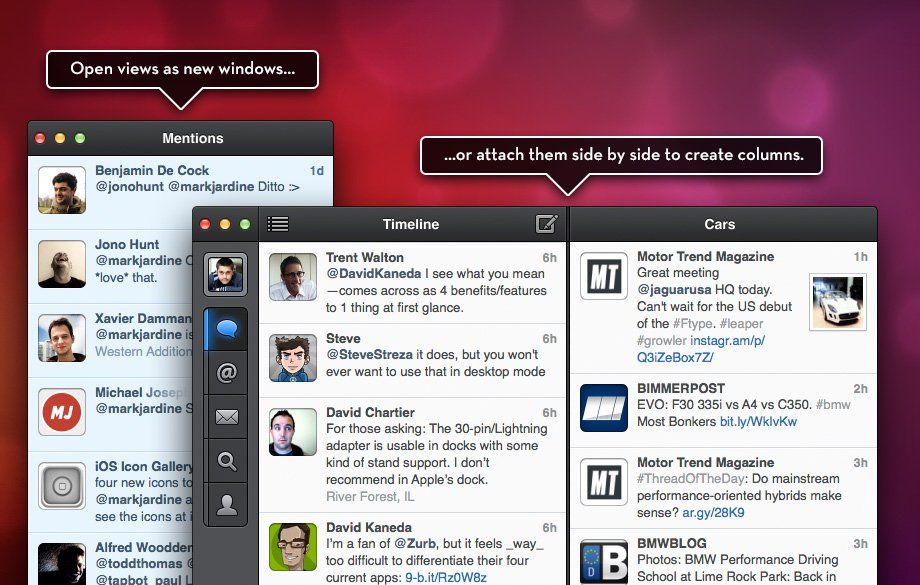 Open views as new windows...
...or attach them side by side to create columns.
Mentions
Benjamin De Cock 1d
@jonohunt @markjardine Ditto :>
Jono Hunt
@markjardine
*love* that.
Xavier Damman
@markjardine is
Western Addition
Michael Josep
@markjardine S
MJ
iOS Icon Gallery
four new icons to
@markjardine a
see the icons at i
Alfred Woodden
@toddthomas @
@tapbot_paul L
Timeline
Trent Walton 6h
@DavidKaneda I see what you mean
—comes across as 4 benefits/features
to 1 thing at first glance.
Steve 6h
@SteveStreza it does, but you won't
ever want to use that in desktop mode
David Chartier 6h
For those asking: The 30-pin/Lightning
adapter is usable in docks with some
kind of stand support. I don't
recommend in Apple's dock.
River Forest, IL
David Kaneda 6h
I'm a fan of @Zurb, but it feels _way_
too difficult to differentiate their four
current apps: 9-b.it/Rz0W8z
Cars
MT
Motor Trend Magazine 1h
Great meeting
@jaguarusa HQ today.
Can't wait for the US debut
of the #Ftype. #leaper
#growler instagr.am/p/
Q3iZeBox7Z/
BIMMERPOST 2h
EVO: F30 335i vs A4 vs C350. #bmw
Most Bonkers bit.ly/WkIvKw
MT
Motor Trend Magazine 3h
#ThreadOfTheDay: Do mainstream
performance-oriented hybrids make
sense? ar.gy/28K9
D B
BMWBLOG 3h
Photos: BMW Performance Driving
School at Lime Rock Park: Back in